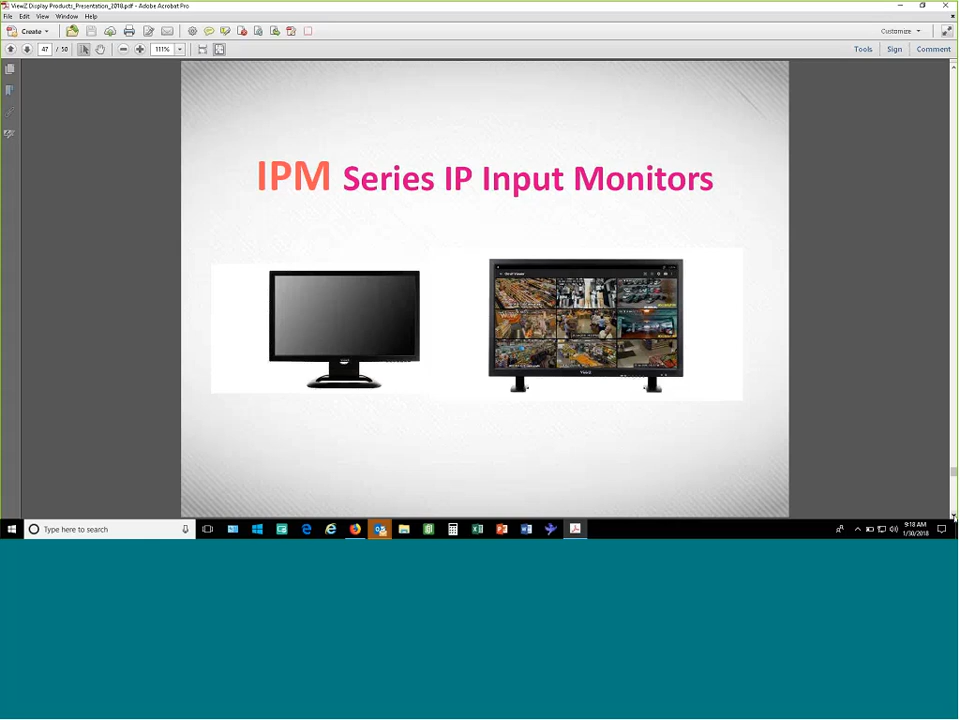 ViewZ Display Products_Presentation_2018.pdf - Adobe Acrobat Pro
File Edit View Window Help
Create Customize
47 / 50 111% Tools Sign Comment
IPM Series IP Input Monitors
ViewZ
Type here to search
9:18 AM
1/30/2018